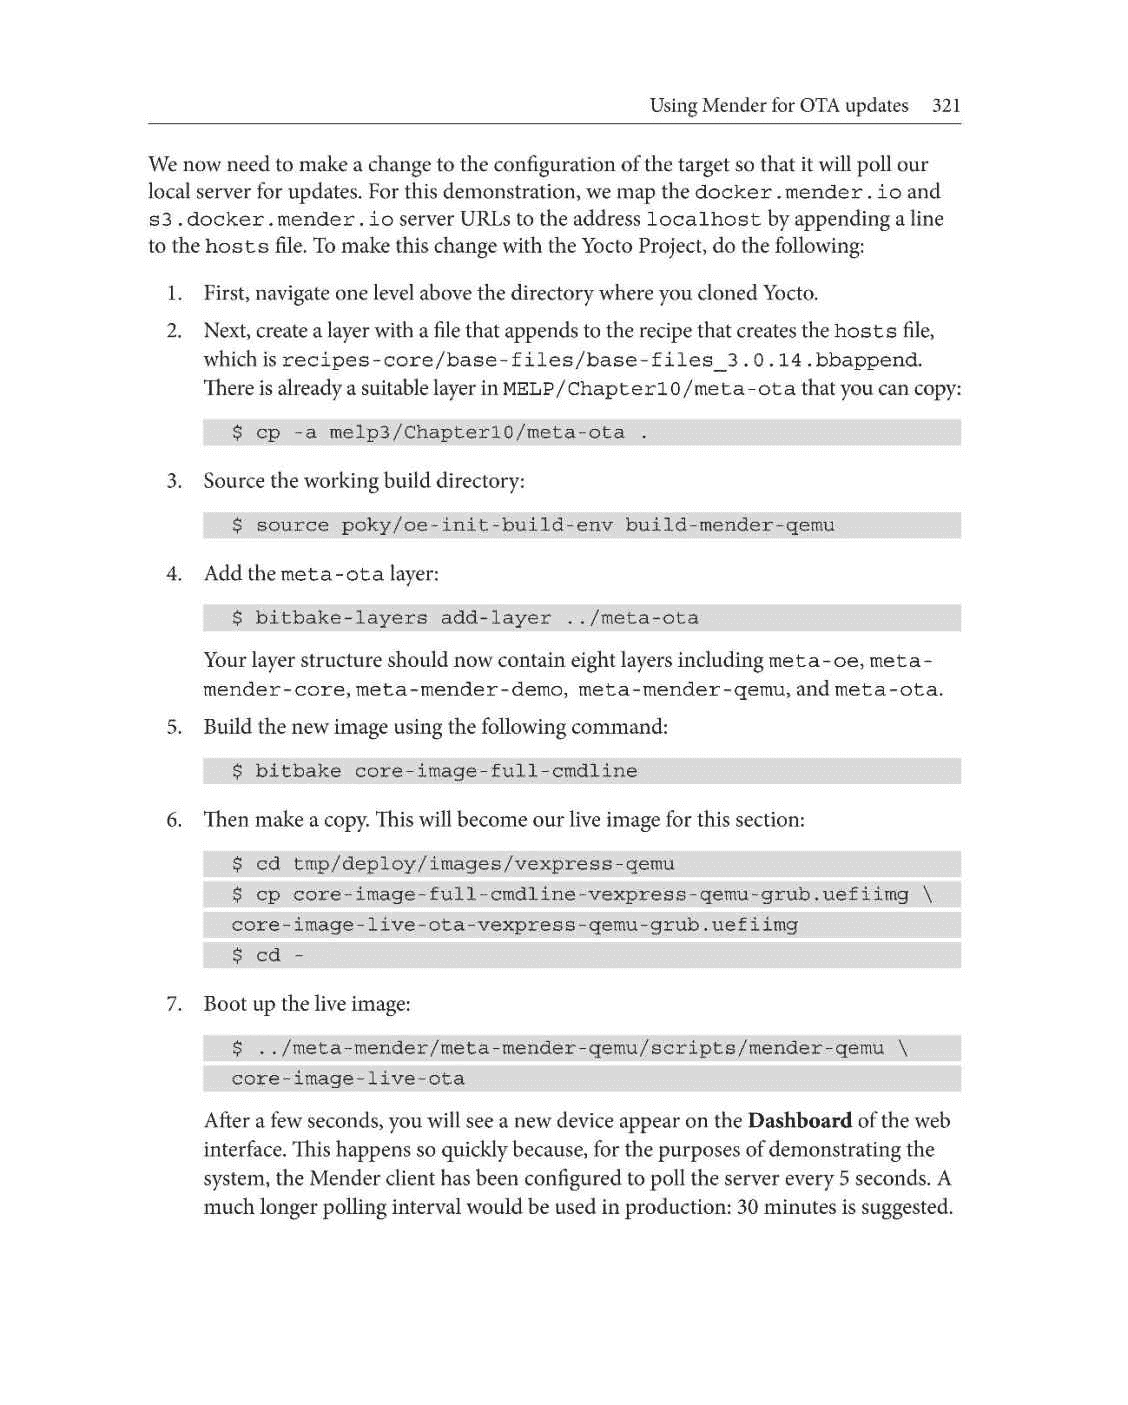 Using Mender for OTA updates 321
We now need to make a change to the configuration of the target so that it will poll our
local server for updates. For this demonstration, we map the docker.mender.io and
s3.docker.mender.io server URLs to the address localhost by appending a line
to the hosts file. To make this change with the Yocto Project, do the following:
1. First, navigate one level above the directory where you cloned Yocto.
2. Next, create a layer with a file that appends to the recipe that creates the hosts file,
which is recipes-core/base-files/base-files_3.0.14.bbappend.
There is already a suitable layer in MELP/Chapter10/meta-ota that you can copy:
$ cp -a melp3/Chapter10/meta-ota .
3. Source the working build directory:
$ source poky/oe-init-build-env build-mender-qemu
4. Add the meta-ota layer:
$ bitbake-layers add-layer ../meta-ota
Your layer structure should now contain eight layers including meta-oe, meta-
mender-core, meta-mender-demo, meta-mender-qemu, and meta-ota.
5. Build the new image using the following command:
$ bitbake core-image-full-cmdline
6. Then make a copy. This will become our live image for this section:
$ cd tmp/deploy/images/vexpress-qemu
$ cp core-image-full-cmdline-vexpress-qemu-grub.uefiimg \
core-image-live-ota-vexpress-qemu-grub.uefiimg
$ cd -
7. Boot up the live image:
$ ../meta-mender/meta-mender-qemu/scripts/mender-qemu \
core-image-live-ota
After a few seconds, you will see a new device appear on the Dashboard of the web
interface. This happens so quickly because, for the purposes of demonstrating the
system, the Mender client has been configured to poll the server every 5 seconds. A
much longer polling interval would be used in production: 30 minutes is suggested.